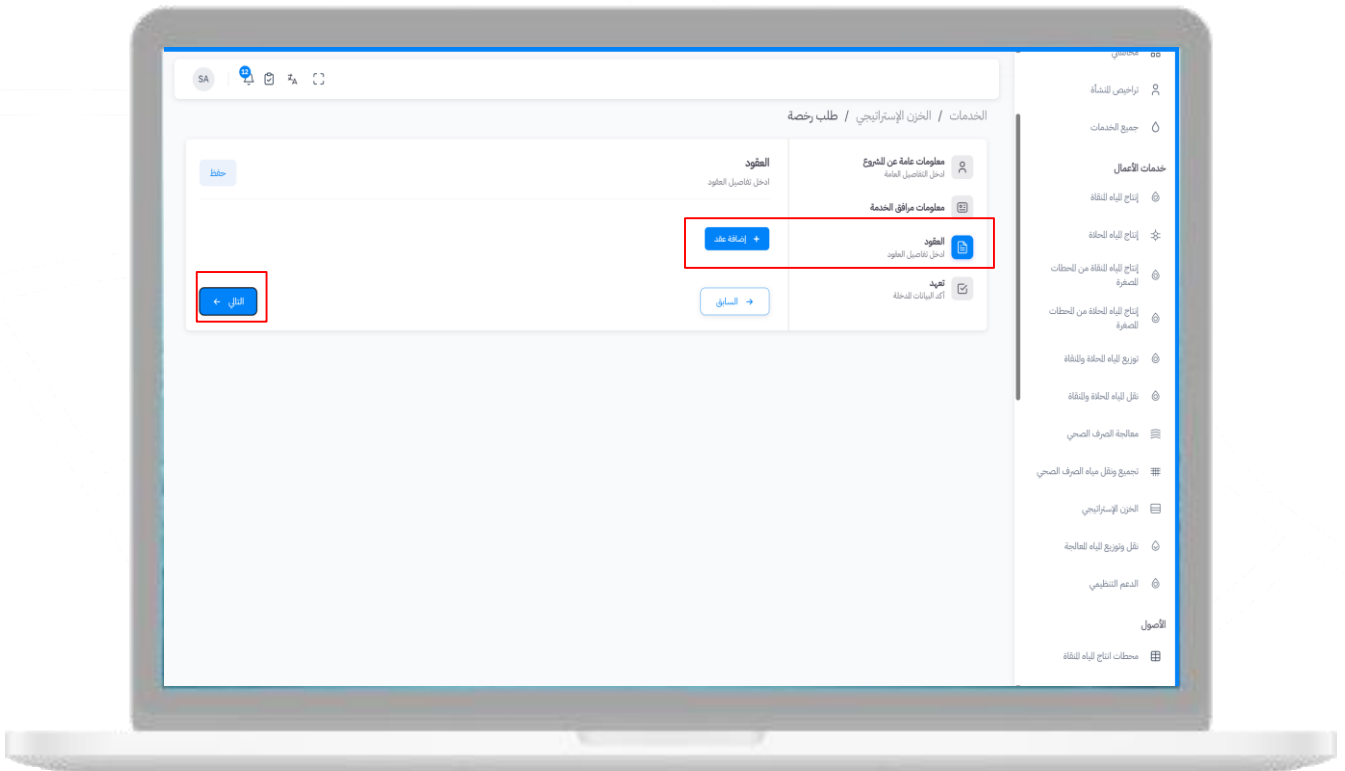 SA
12
تراخيص المنشأة
جميع الخدمات
خدمات الأعمال
إنتاج المياه المنقاة
إنتاج المياه المحلاة
إنتاج المياه المنقاة من المحطات
المصغرة
إنتاج المياه المحلاة من المحطات
المصغرة
توزيع المياه المحلاة والمنقاة
نقل المياه المحلاة والمنقاة
معالجة الصرف الصحي
تجميع ونقل مياه الصرف الصحي
الخزن الإستراتيجي
نقل وتوزيع المياه المعالجة
الدعم التنظيمي
الأصول
محطات انتاج المياه المنقاة
الخدمات / الخزن الإستراتيجي / طلب رخصة
معلومات عامة عن المشروع
ادخل التفاصيل العامة
معلومات مرافق الخدمة
العقود
ادخل تفاصيل العقود
تعهد
أكد البيانات المدخلة
العقود
ادخل تفاصيل العقود
حفظ
+ إضافة عقد
→ السابق
التالي ←